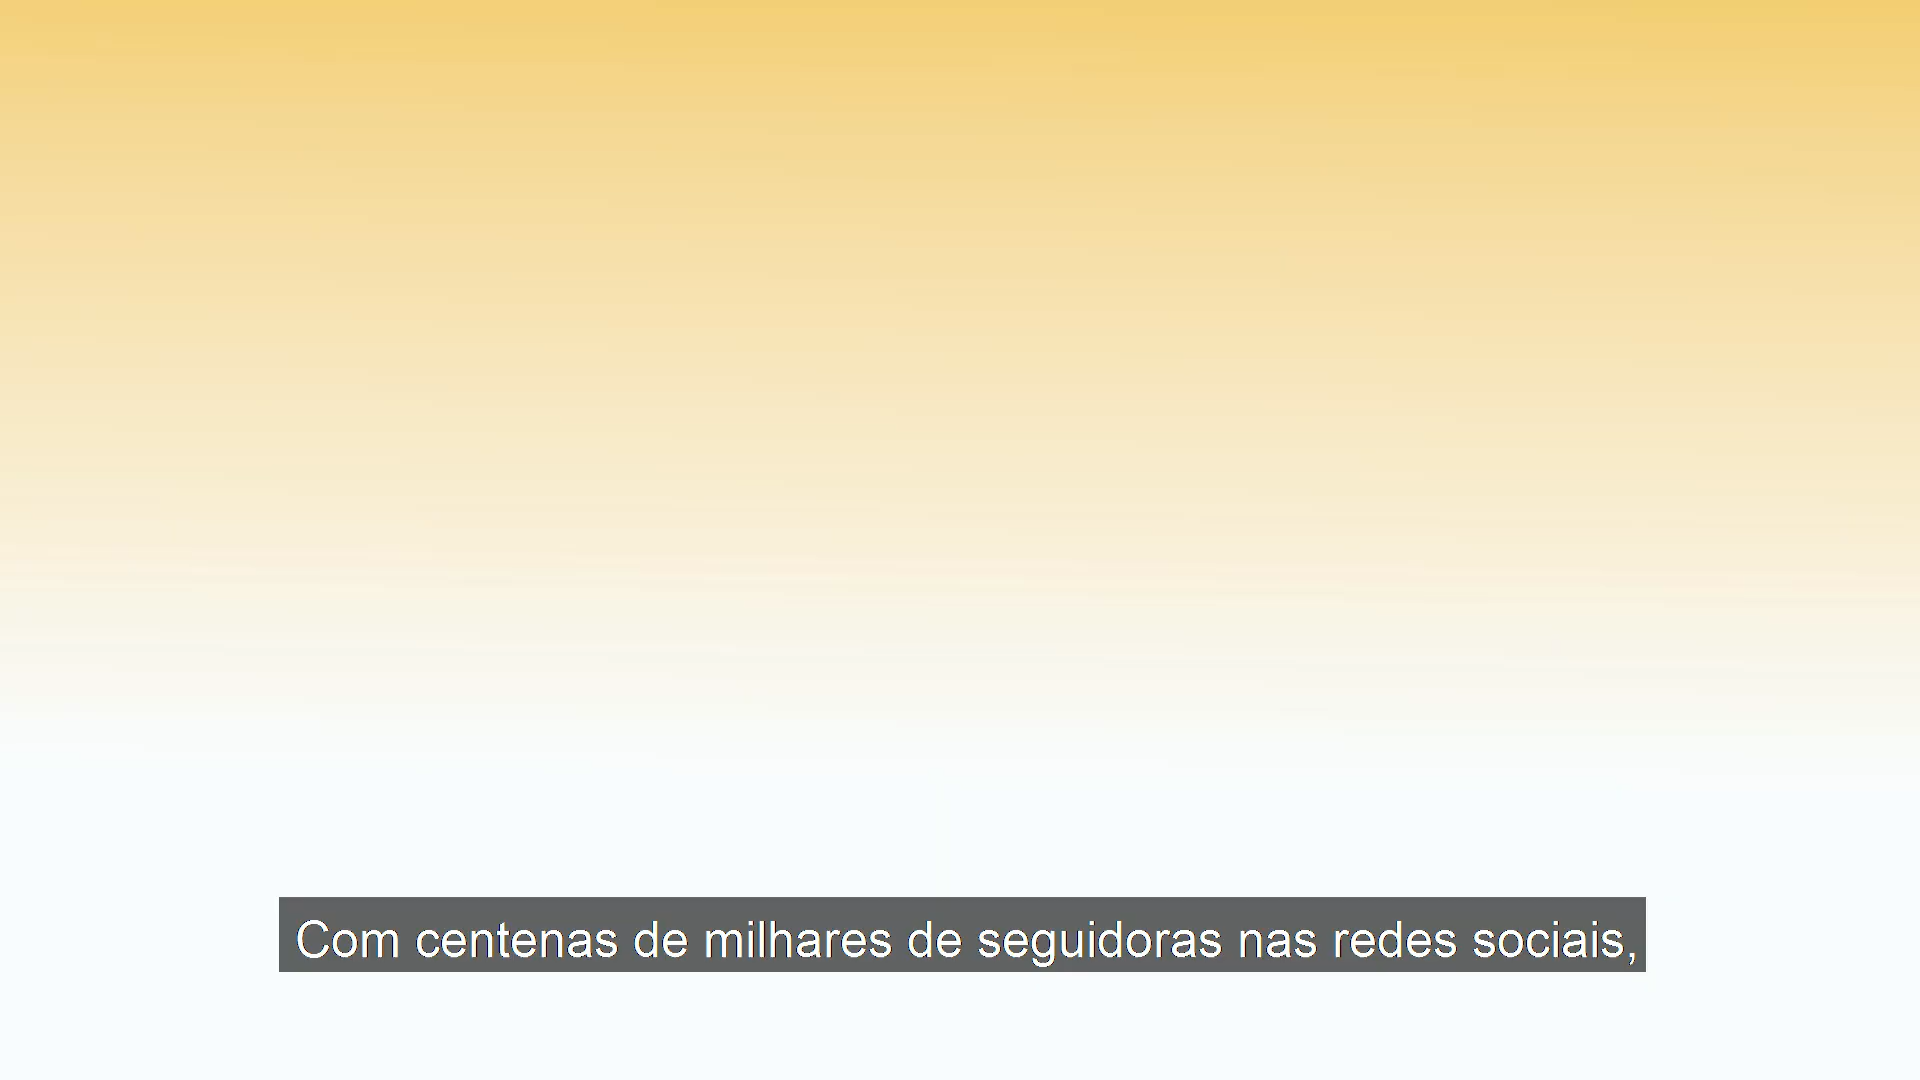 Com centenas de milhares de seguidoras nas redes sociais,